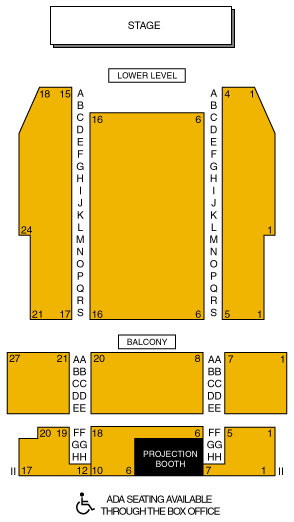 STAGE
LOWER LEVEL
18 15 A A 4 1
B B
C 16 6 C
D D
E E
F F
G G
H H
I I
J J
K K
L L
24 M M 1
N N
O O
P P
Q Q
R R
21 17 S 16 6 S 5 1
BALCONY
27 21 AA 20 8 AA 7 1
BB BB
CC CC
DD DD
EE EE
20 19 FF 18 6 FF 5 1
GG GG
HH HH
PROJECTION
BOOTH
II 17 12 10 6 7 1 II
ADA SEATING AVAILABLE
THROUGH THE BOX OFFICE